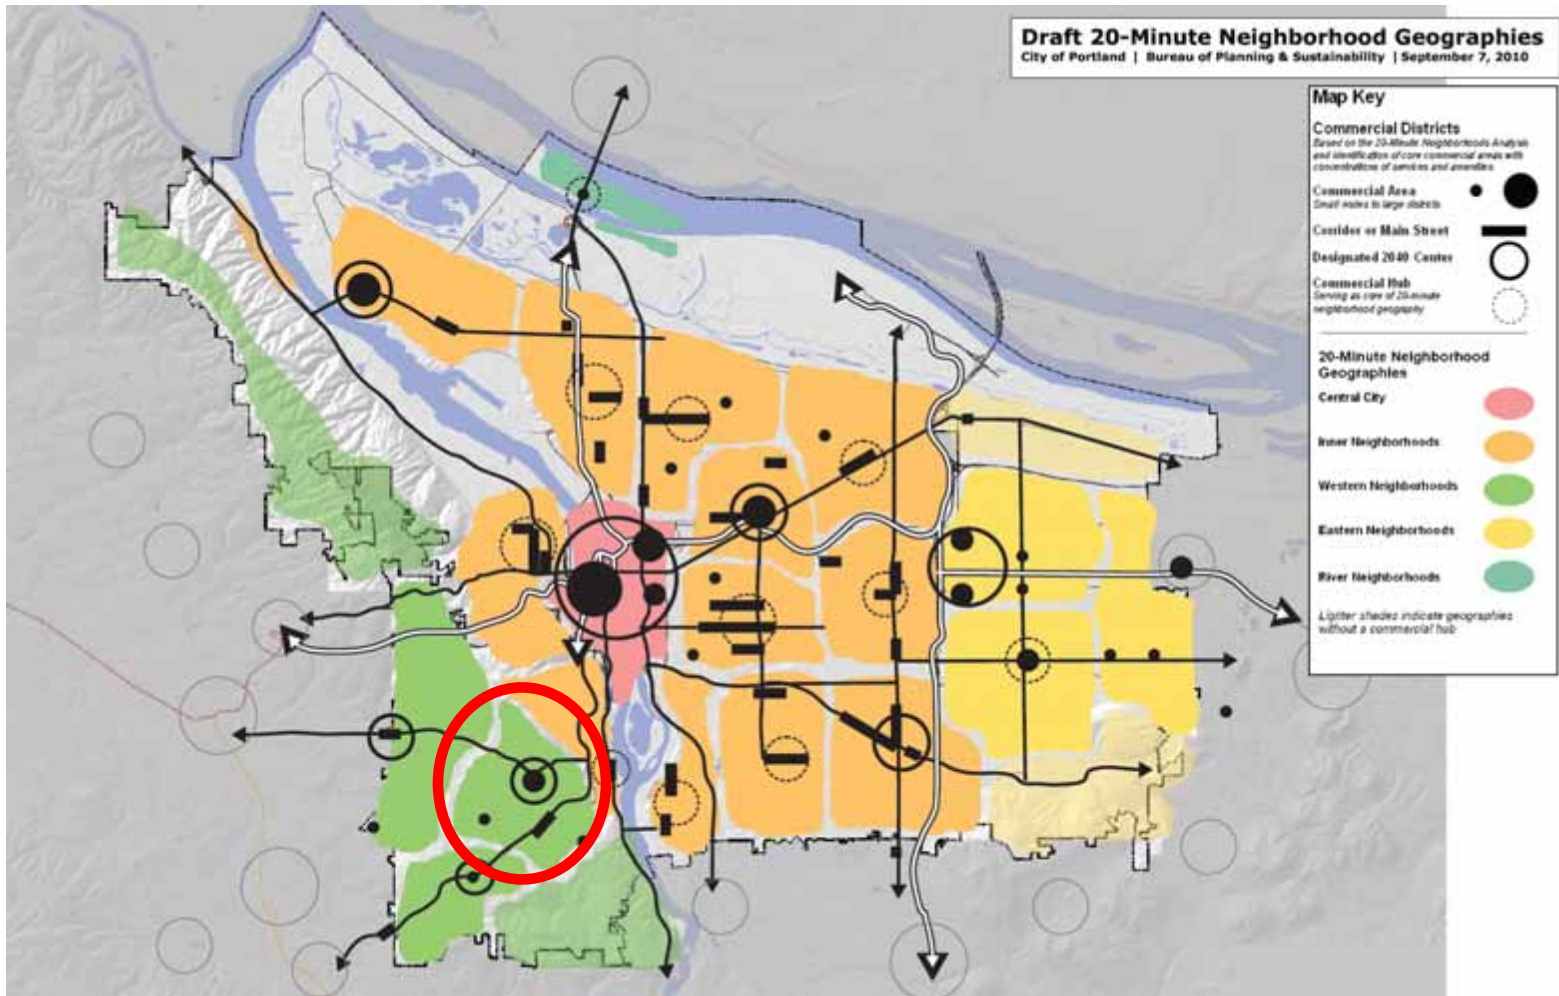 Draft 20-Minute Neighborhood Geographies
City of Portland | Bureau of Planning & Sustainability | September 7, 2010
Map Key
Commercial Districts
Based on the 20-Minute Neighborhoods Analysis
and identification of core commercial areas with
concentrations of services and amenities
Commercial Area
Small nodes to large districts
Corridor or Main Street
Designated 2040 Center
Commercial Hub
Serving as core of 20-minute
neighborhood geography
20-Minute Neighborhood
Geographies
Central City
Inner Neighborhoods
Western Neighborhoods
Eastern Neighborhoods
River Neighborhoods
Lighter shades indicate geographies
without a commercial hub